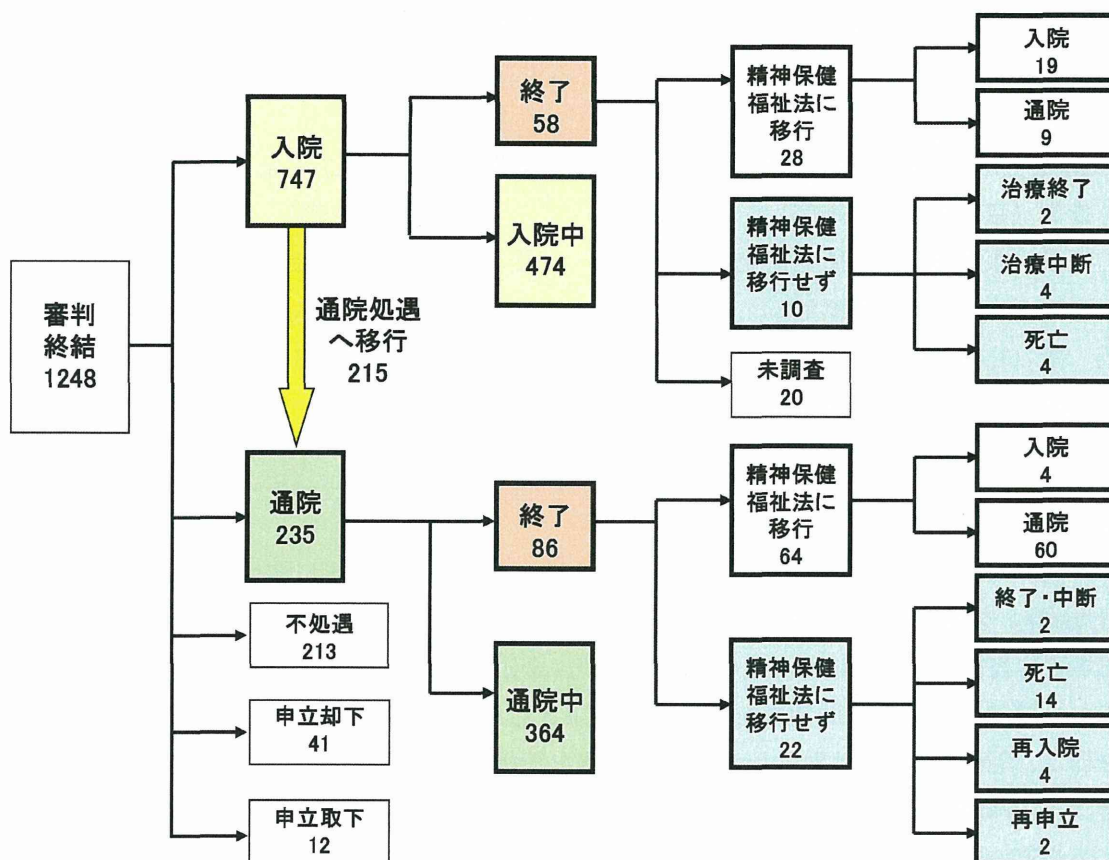 審判
終結
1248
入院
747
通院処遇
へ移行
215
通院
235
不処遇
213
申立却下
41
申立取下
12
終了
58
入院中
474
終了
86
通院中
364
精神保健
福祉法に
移行
28
精神保健
福祉法に
移行せず
10
未調査
20
精神保健
福祉法に
移行
64
精神保健
福祉法に
移行せず
22
入院
19
通院
9
治療終了
2
治療中断
4
死亡
4
入院
4
通院
60
終了・中断
2
死亡
14
再入院
4
再申立
2